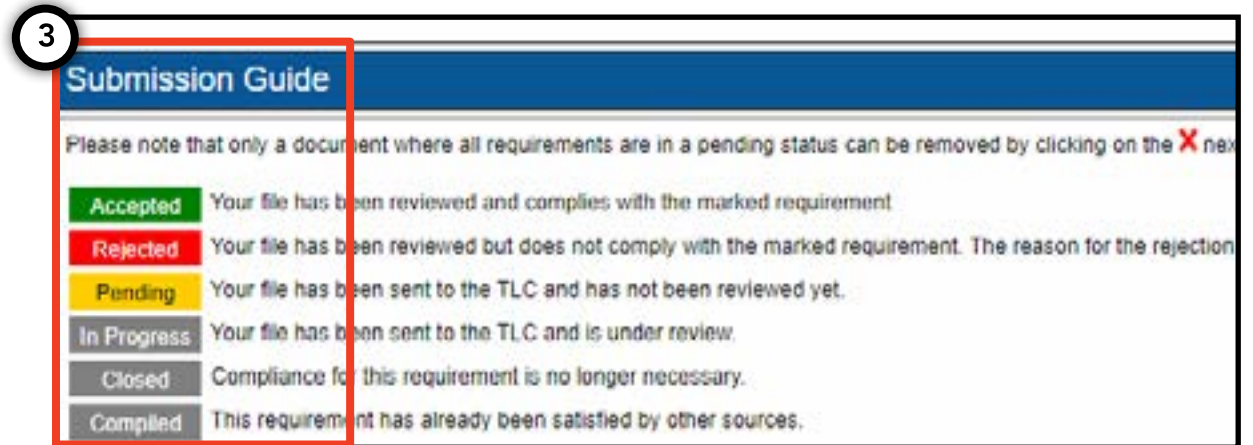 3
Submission Guide
Please note that only a document where all requirements are in a pending status can be removed by clicking on the X nex
Accepted Your file has been reviewed and complies with the marked requirement
Rejected Your file has been reviewed but does not comply with the marked requirement. The reason for the rejection
Pending Your file has been sent to the TLC and has not been reviewed yet.
In Progress Your file has been sent to the TLC and is under review.
Closed Compliance for this requirement is no longer necessary.
Complied This requirement has already been satisfied by other sources.